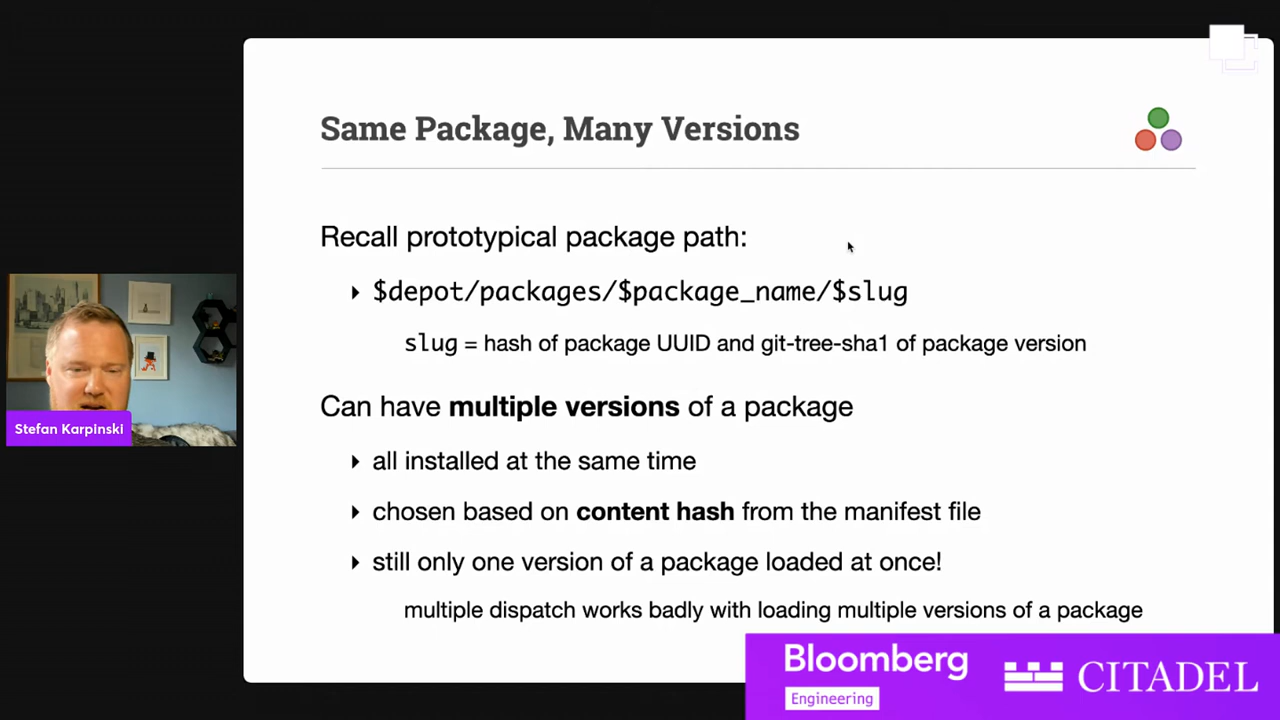 Same Package, Many Versions
Recall prototypical package path:
$depot/packages/$package_name/$slug
slug = hash of package UUID and git-tree-sha1 of package version
Can have multiple versions of a package
all installed at the same time
chosen based on content hash from the manifest file
still only one version of a package loaded at once!
multiple dispatch works badly with loading multiple versions of a package
Stefan Karpinski
Bloomberg
Engineering
CITADEL